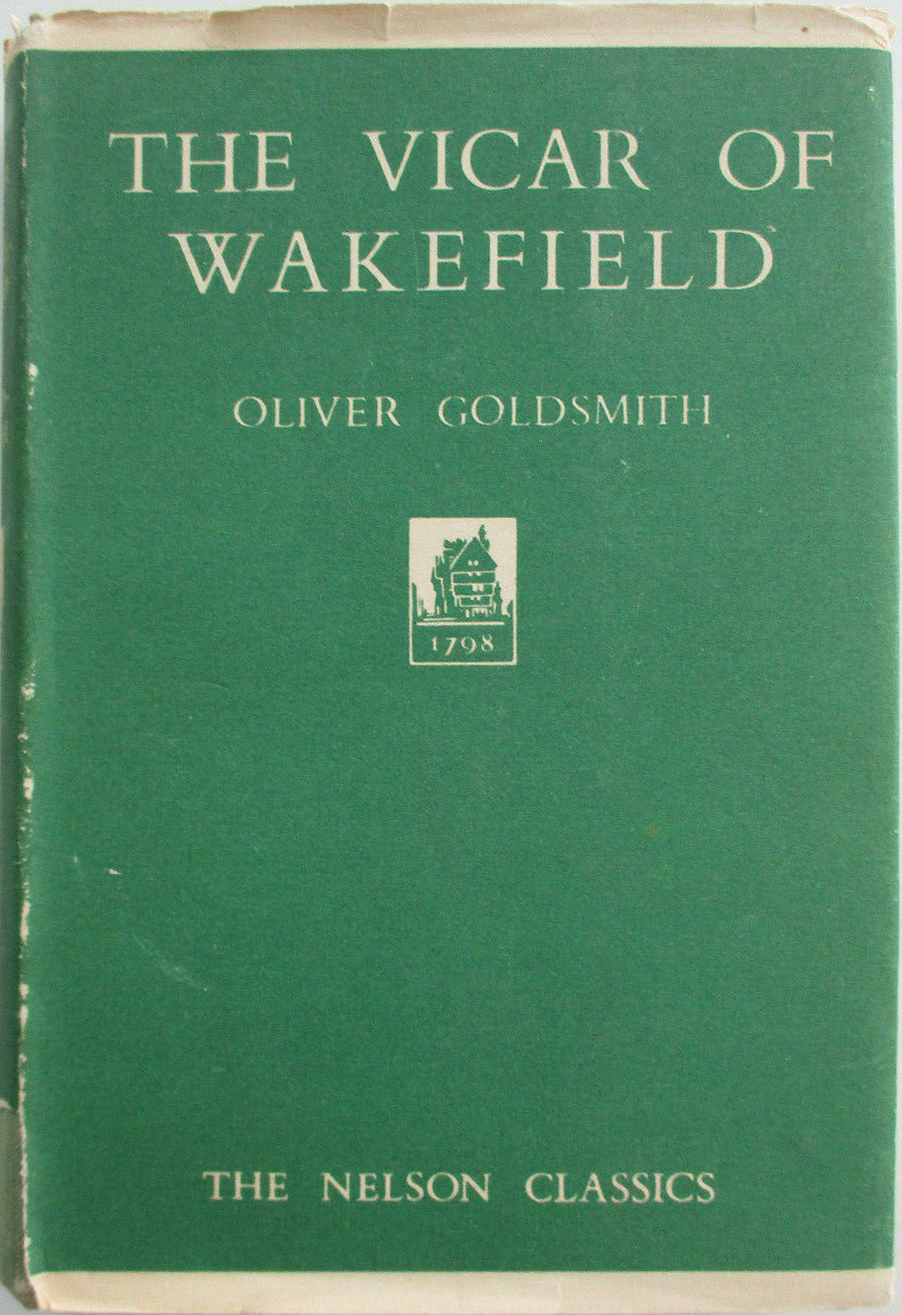 THE VICAR OF
WAKEFIELD
OLIVER GOLDSMITH
1798
THE NELSON CLASSICS